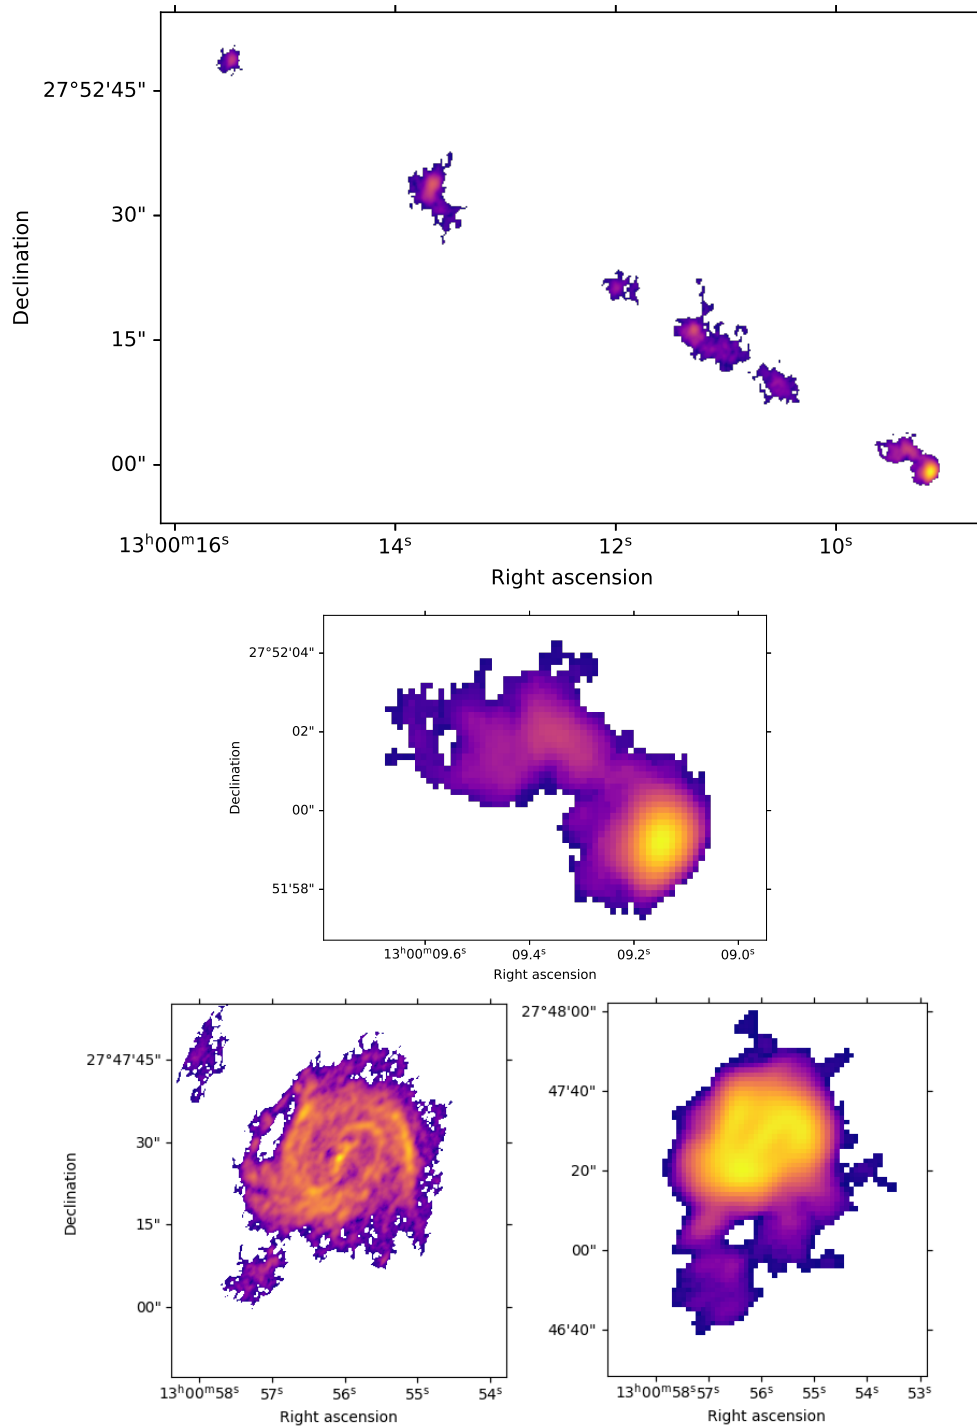 27°52'45"
30"
15"
00"
Declination
13ʰ00ᵐ16ˢ 14ˢ 12ˢ 10ˢ
Right ascension
27°52'04"
02"
00"
51'58"
Declination
13ʰ00ᵐ09.6ˢ 09.4ˢ 09.2ˢ 09.0ˢ
Right ascension
27°47'45"
30"
15"
00"
Declination
13ʰ00ᵐ58ˢ 57ˢ 56ˢ 55ˢ 54ˢ
Right ascension
27°48'00"
47'40"
20"
00"
46'40"
13ʰ00ᵐ58ˢ57ˢ 56ˢ 55ˢ 54ˢ 53ˢ
Right ascension